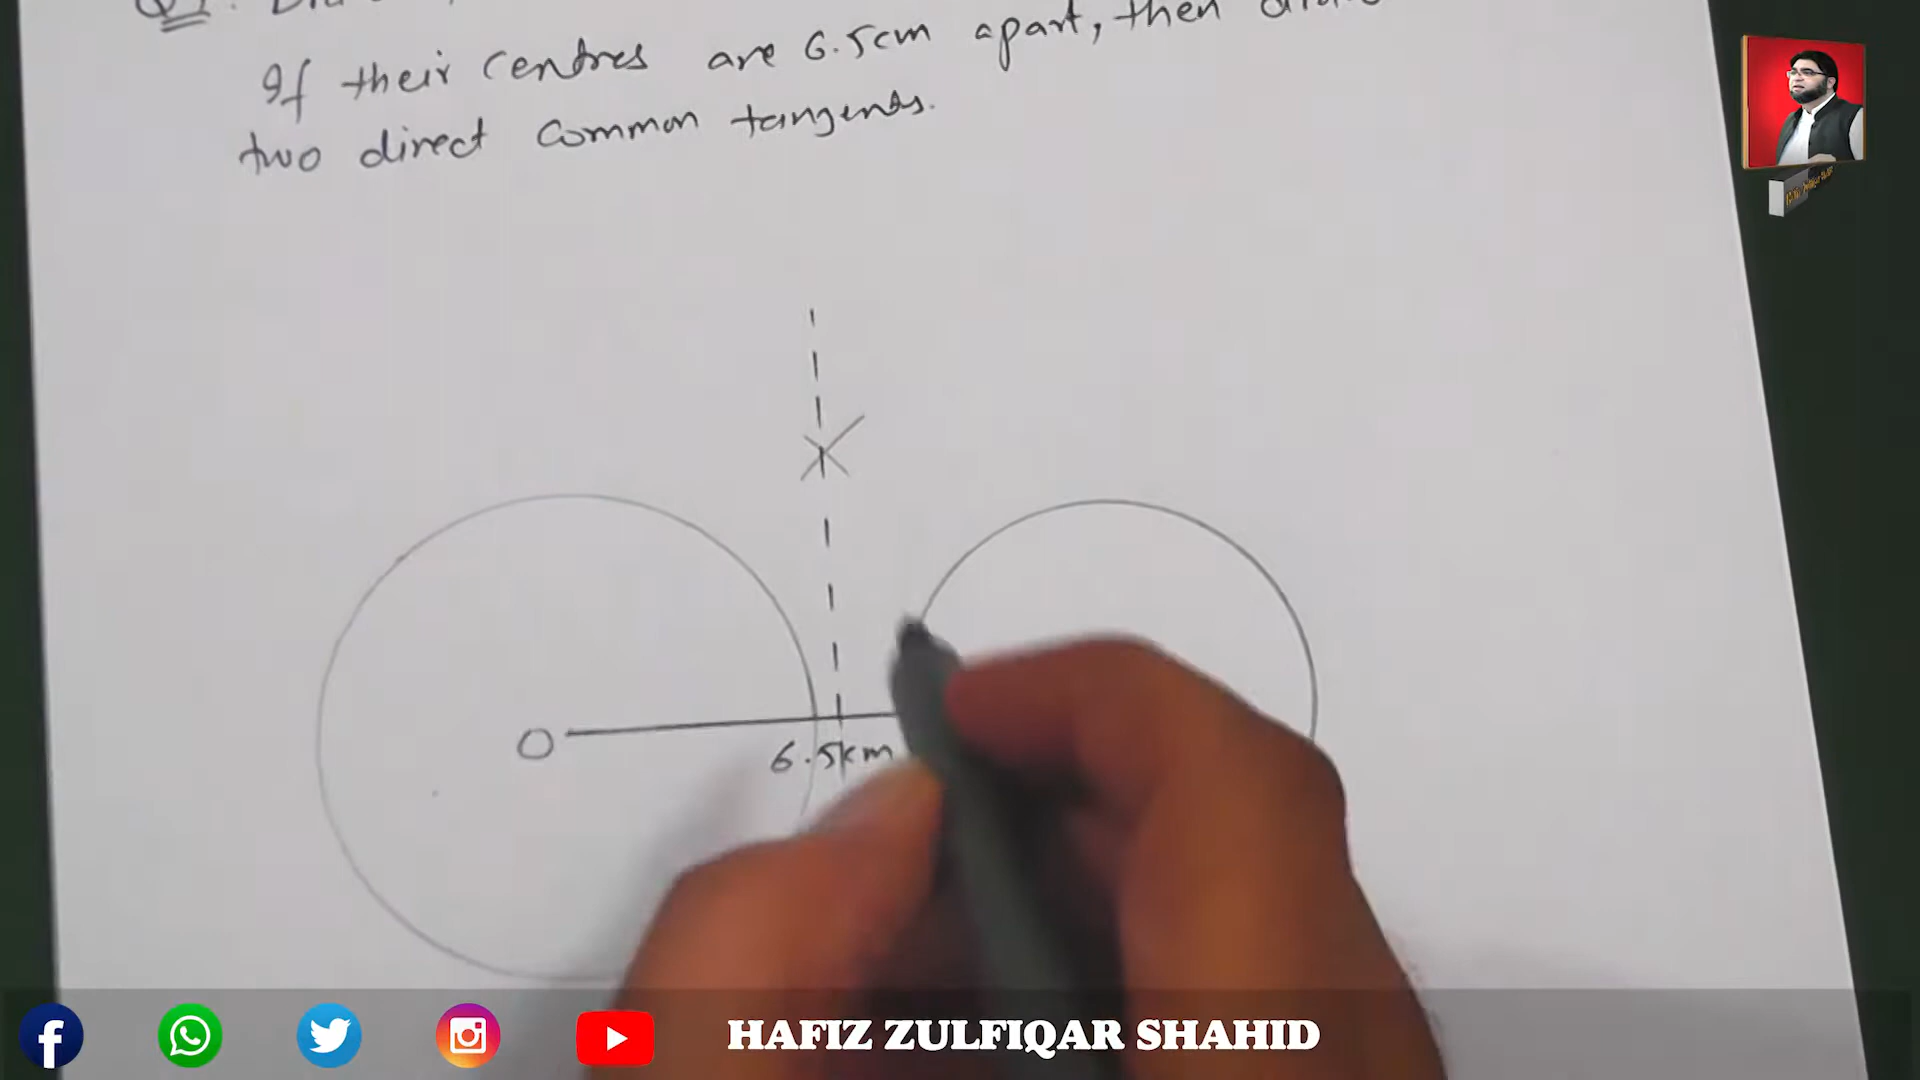 If their centres are 6.5cm apart, then
two direct common tangents.
O
6.5km
HAFIZ ZULFIQAR SHAHID